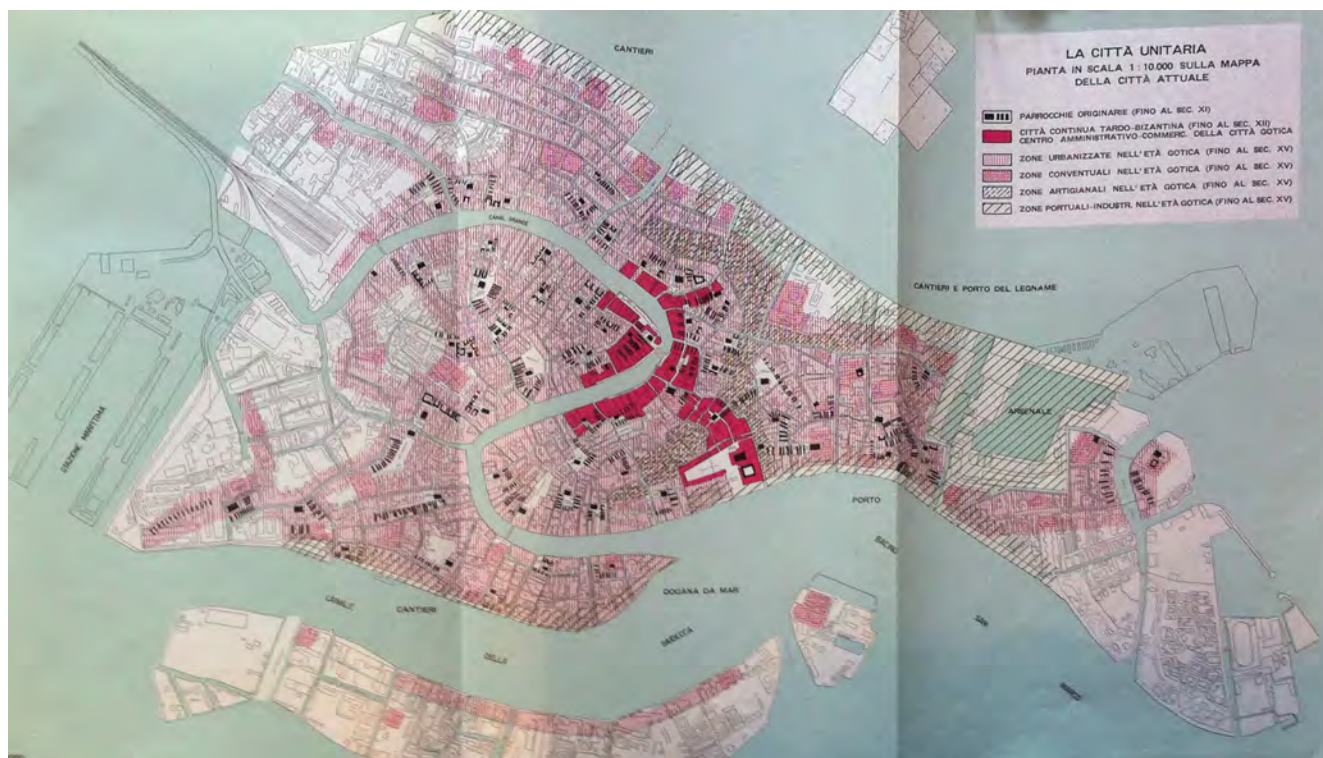 CANTIERI
LA CITTÀ UNITARIA
PIANTA IN SCALA 1 : 10.000 SULLA MAPPA
DELLA CITTÀ ATTUALE
PARROCCHIE ORIGINARIE (FINO AL SEC. XI)
CITTÀ CONTINUA TARDO-BIZANTINA (FINO AL SEC. XII)
CENTRO AMMINISTRATIVO-COMMERC. DELLA CITTÀ GOTICA
ZONE URBANIZZATE NELL'ETÀ GOTICA (FINO AL SEC. XV)
ZONE CONVENTUALI NELL'ETÀ GOTICA (FINO AL SEC. XV)
ZONE ARTIGIANALI NELL'ETÀ GOTICA (FINO AL SEC. XV)
ZONE PORTUALI-INDUSTR. NELL'ETÀ GOTICA (FINO AL SEC. XV)
CANAL GRANDE
CANTIERI E PORTO DEL LEGNAME
STAZIONE MARITTIMA
ARSENALE
PORTO
BACINO
SAN
MARCO
DOGANA DA MAR
CANALE
CANTIERI
DELLA